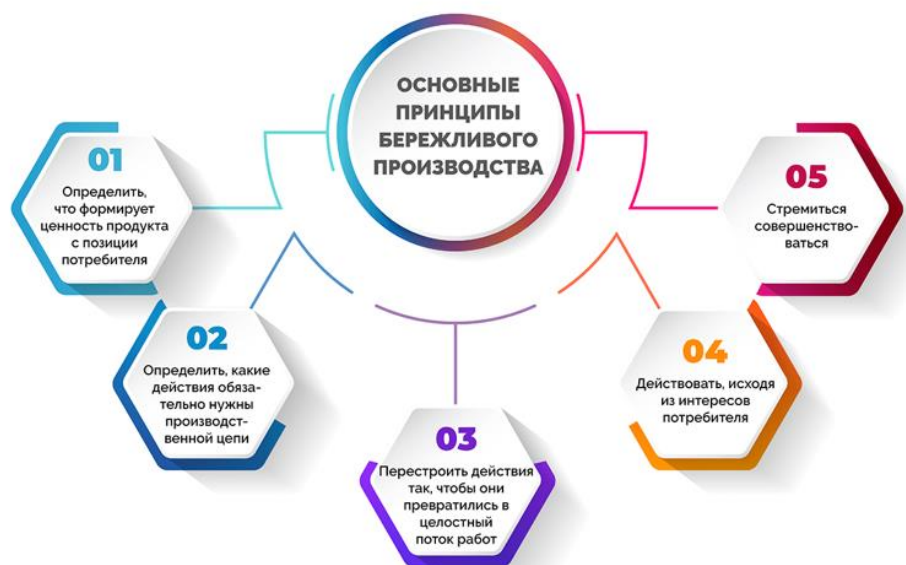 ОСНОВНЫЕ
ПРИНЦИПЫ
БЕРЕЖЛИВОГО
ПРОИЗВОДСТВА
01
Определить,
что формирует
ценность продукта
с позиции
потребителя
02
Определить, какие
действия обяза-
тельно нужны
производст-
венной цепи
03
Перестроить действия
так, чтобы они
превратились в
целостный
поток работ
04
Действовать, исходя
из интересов
потребителя
05
Стремиться
совершенство-
ваться